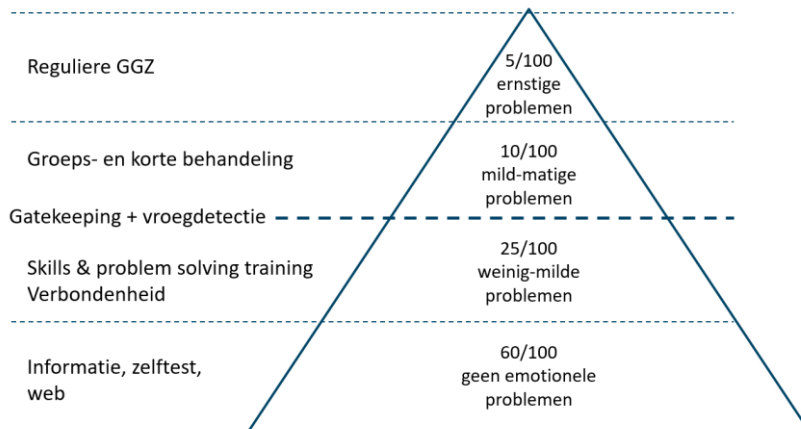 Reguliere GGZ
5/100
ernstige
problemen
Groeps- en korte behandeling
10/100
mild-matige
problemen
Gatekeeping + vroegdetectie
Skills & problem solving training
Verbondenheid
25/100
weinig-milde
problemen
Informatie, zelftest,
web
60/100
geen emotionele
problemen